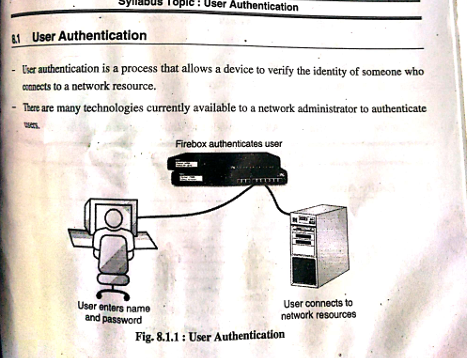 Syllabus Topic : User Authentication
8.1 User Authentication
- User authentication is a process that allows a device to verify the identity of someone who
connects to a network resource.
- There are many technologies currently available to a network administrator to authenticate
users.
Firebox authenticates user
User enters name
and password
User connects to
network resources
Fig. 8.1.1 : User Authentication